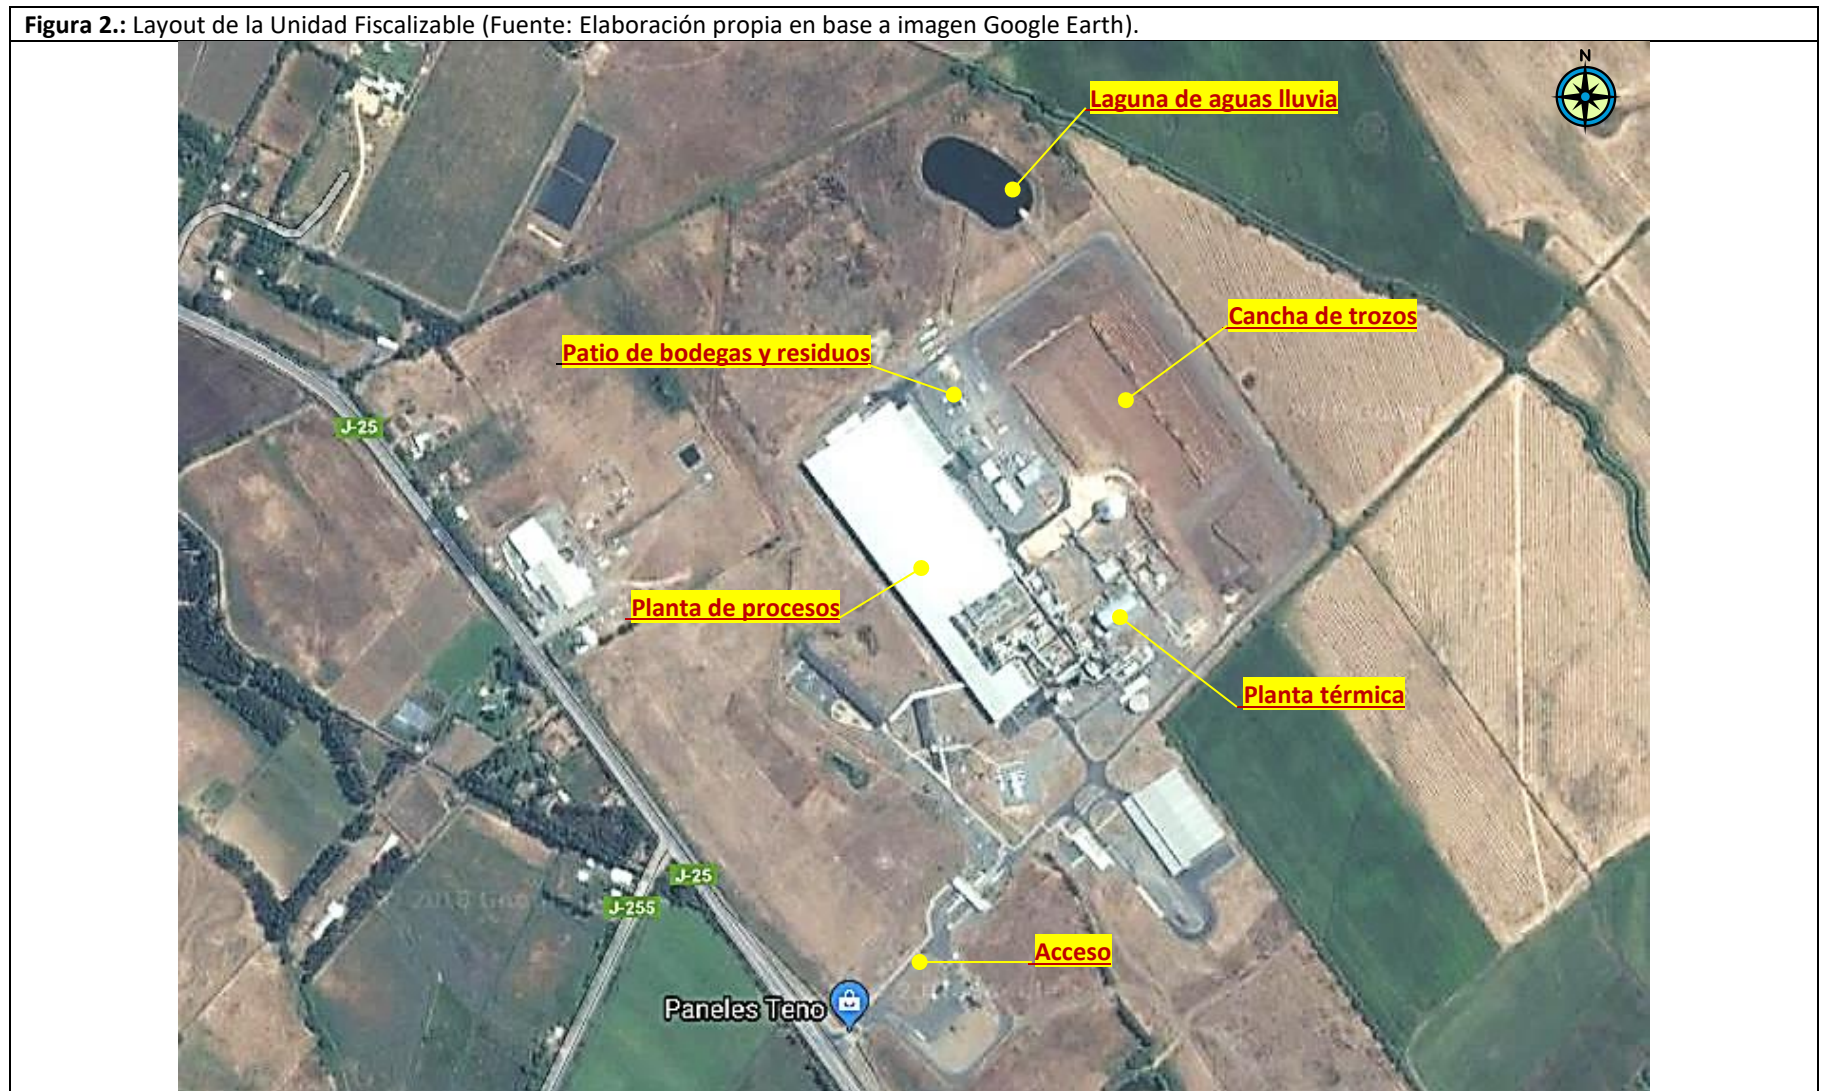 Figura 2.: Layout de la Unidad Fiscalizable (Fuente: Elaboración propia en base a imagen Google Earth).
N
Laguna de aguas lluvia
Cancha de trozos
Patio de bodegas y residuos
J-25
Planta de procesos
Planta térmica
J-25
J-255
Acceso
Paneles Teno